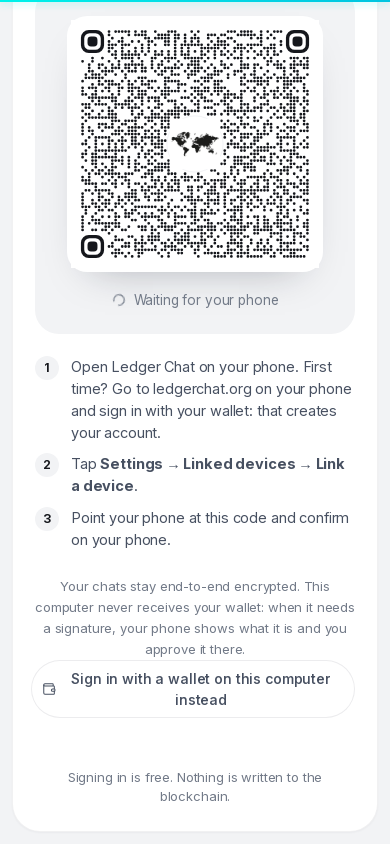 Waiting for your phone
1 Open Ledger Chat on your phone. First
time? Go to ledgerchat.org on your phone
and sign in with your wallet: that creates
your account.
2 Tap Settings → Linked devices → Link
a device.
3 Point your phone at this code and confirm
on your phone.
Your chats stay end-to-end encrypted. This
computer never receives your wallet: when it needs
a signature, your phone shows what it is and you
approve it there.
Sign in with a wallet on this computer
instead
Signing in is free. Nothing is written to the
blockchain.